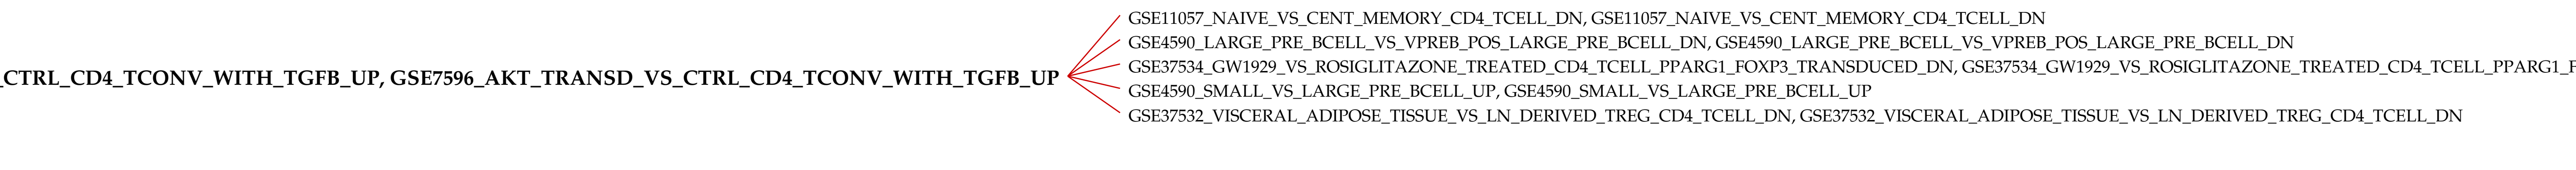 _CTRL_CD4_TCONV_WITH_TGFB_UP, GSE7596_AKT_TRANSD_VS_CTRL_CD4_TCONV_WITH_TGFB_UP
GSE11057_NAIVE_VS_CENT_MEMORY_CD4_TCELL_DN, GSE11057_NAIVE_VS_CENT_MEMORY_CD4_TCELL_DN
GSE4590_LARGE_PRE_BCELL_VS_VPREB_POS_LARGE_PRE_BCELL_DN, GSE4590_LARGE_PRE_BCELL_VS_VPREB_POS_LARGE_PRE_BCELL_DN
GSE37534_GW1929_VS_ROSIGLITAZONE_TREATED_CD4_TCELL_PPARG1_FOXP3_TRANSDUCED_DN, GSE37534_GW1929_VS_ROSIGLITAZONE_TREATED_CD4_TCELL_PPARG1_F
GSE4590_SMALL_VS_LARGE_PRE_BCELL_UP, GSE4590_SMALL_VS_LARGE_PRE_BCELL_UP
GSE37532_VISCERAL_ADIPOSE_TISSUE_VS_LN_DERIVED_TREG_CD4_TCELL_DN, GSE37532_VISCERAL_ADIPOSE_TISSUE_VS_LN_DERIVED_TREG_CD4_TCELL_DN